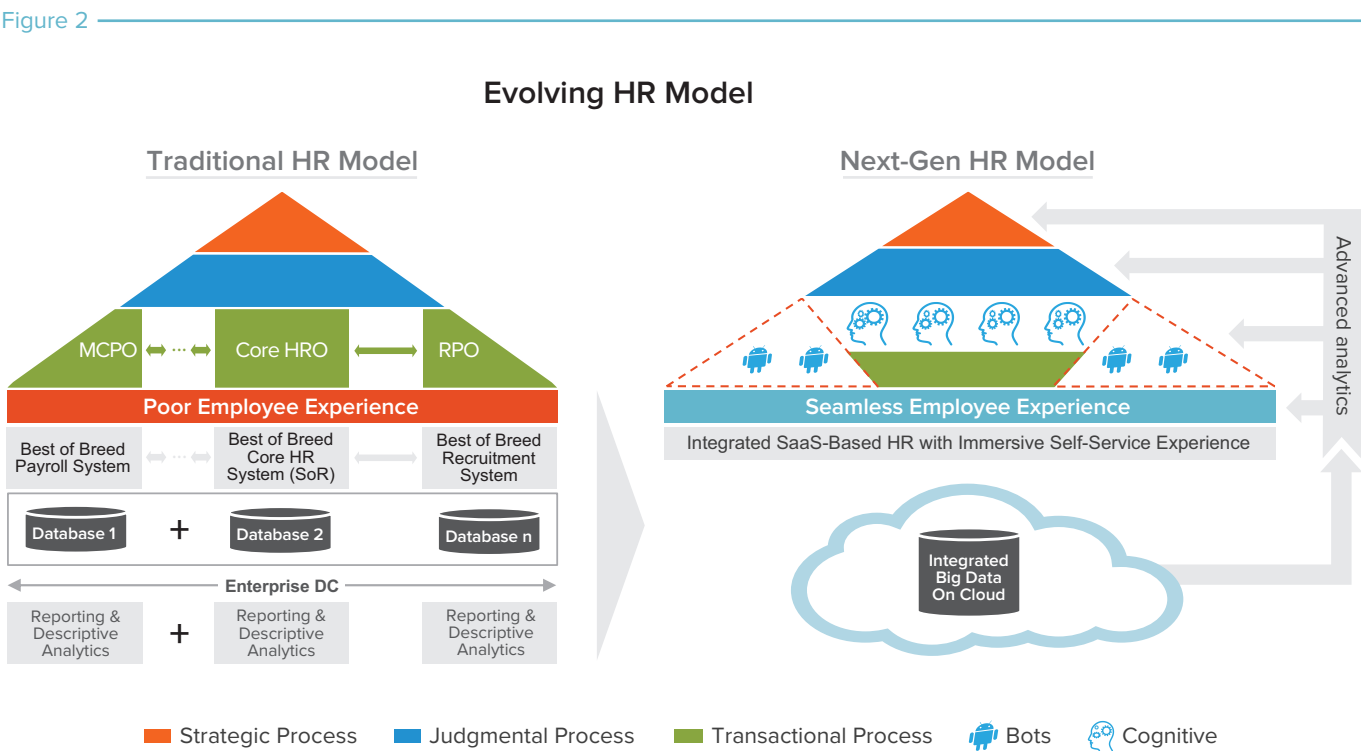 Figure 2
Evolving HR Model
Traditional HR Model
MCPO
...
Core HRO
RPO
Poor Employee Experience
Best of Breed
Payroll System
...
Best of Breed
Core HR
System (SoR)
Best of Breed
Recruitment
System
Database 1
+
Database 2
Database n
Enterprise DC
Reporting &
Descriptive
Analytics
+
Reporting &
Descriptive
Analytics
Reporting &
Descriptive
Analytics
Next-Gen HR Model
Seamless Employee Experience
Integrated SaaS-Based HR with Immersive Self-Service Experience
Integrated
Big Data
On Cloud
Advanced analytics
Strategic Process
Judgmental Process
Transactional Process
Bots
Cognitive